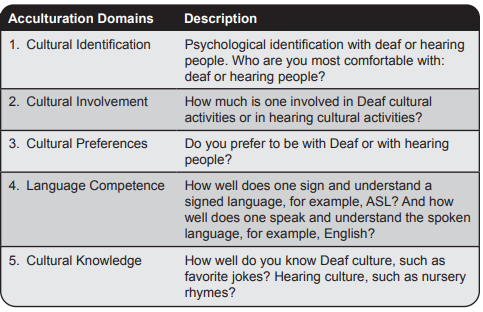 Acculturation Domains Description
1. Cultural Identification Psychological identification with deaf or hearing
people. Who are you most comfortable with:
deaf or hearing people?
2. Cultural Involvement How much is one involved in Deaf cultural
activities or in hearing cultural activities?
3. Cultural Preferences Do you prefer to be with Deaf or with hearing
people?
4. Language Competence How well does one sign and understand a
signed language, for example, ASL? And how
well does one speak and understand the spoken
language, for example, English?
5. Cultural Knowledge How well do you know Deaf culture, such as
favorite jokes? Hearing culture, such as nursery
rhymes?